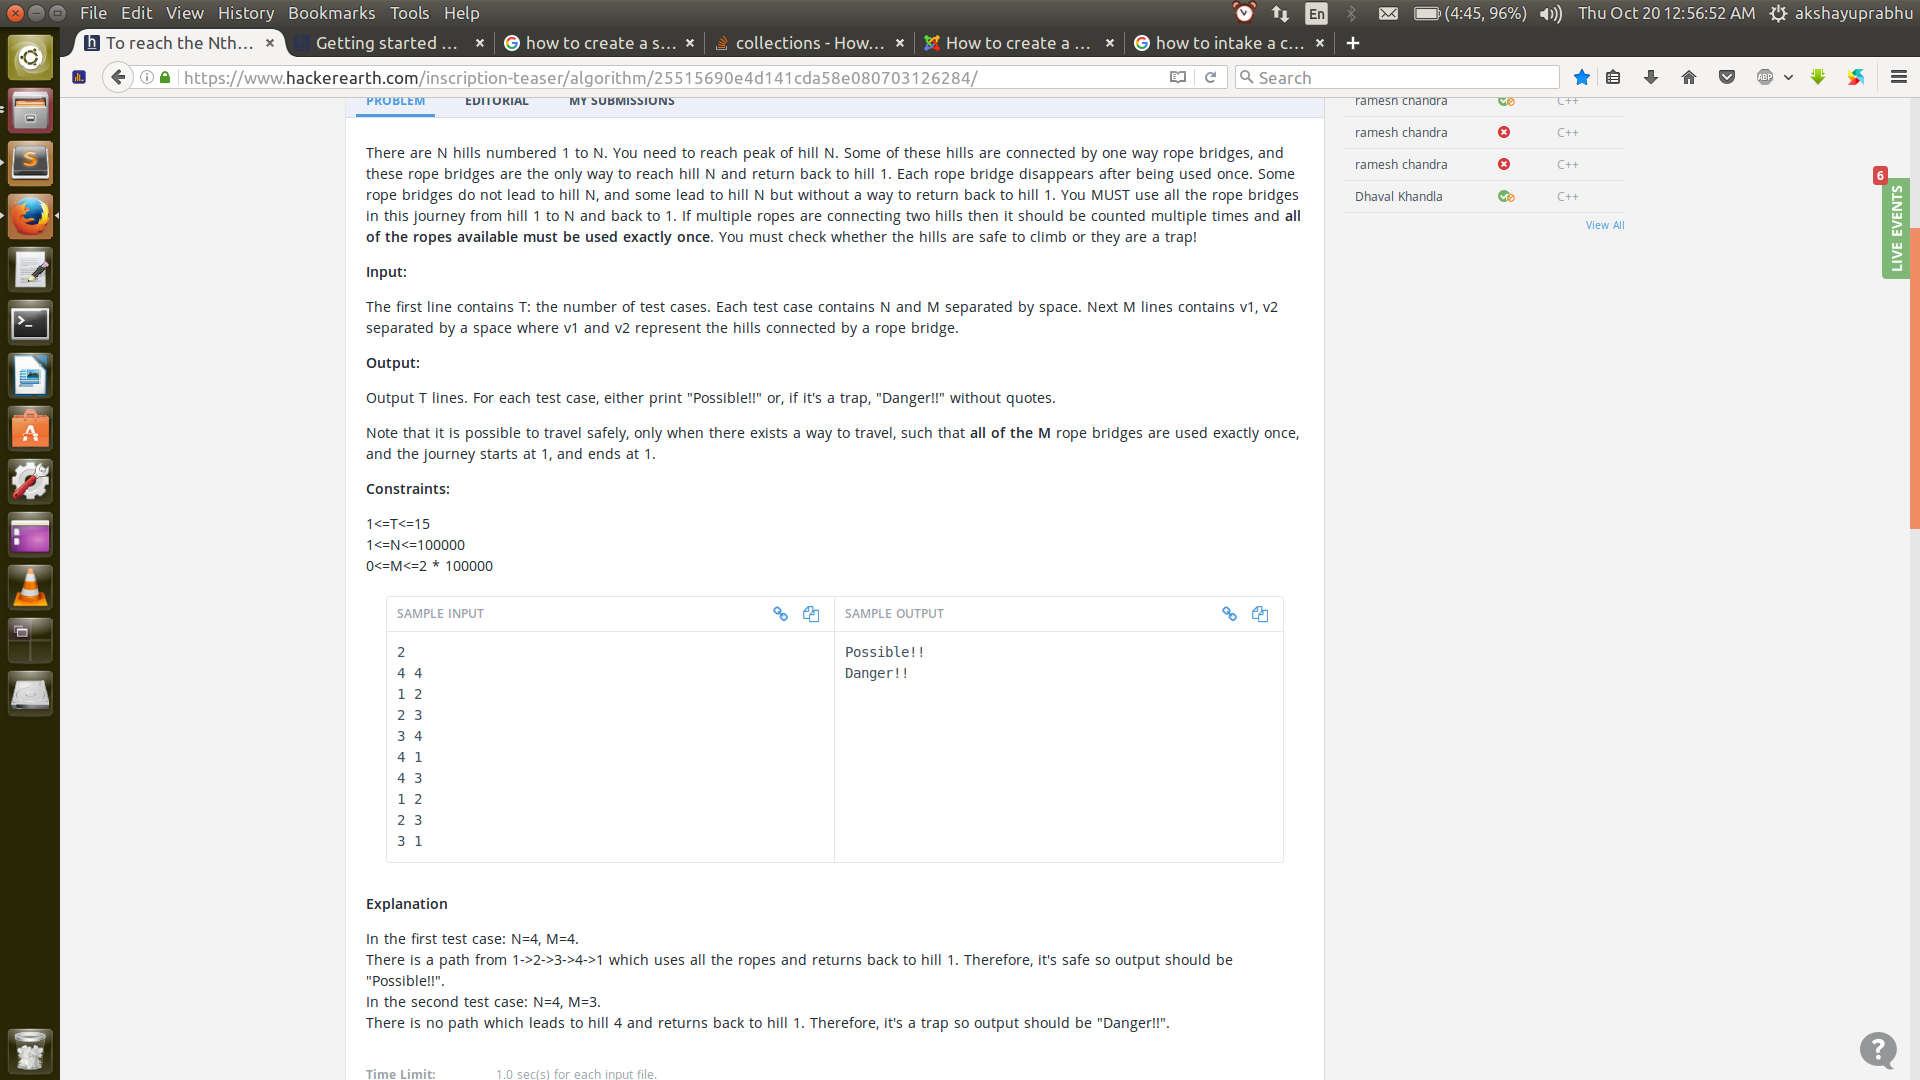 File Edit View History Bookmarks Tools Help
En (4:45, 96%) Thu Oct 20 12:56:52 AM akshayuprabhu
To reach the Nth... × Getting started ... × how to create a s... × collections - How... × How to create a ... × how to intake a c... ×
https://www.hackerearth.com/inscription-teaser/algorithm/25515690e4d141cda58e080703126284/ Search ABP
PROBLEM EDITORIAL MY SUBMISSIONS
There are N hills numbered 1 to N. You need to reach peak of hill N. Some of these hills are connected by one way rope bridges, and
these rope bridges are the only way to reach hill N and return back to hill 1. Each rope bridge disappears after being used once. Some
rope bridges do not lead to hill N, and some lead to hill N but without a way to return back to hill 1. You MUST use all the rope bridges
in this journey from hill 1 to N and back to 1. If multiple ropes are connecting two hills then it should be counted multiple times and all
of the ropes available must be used exactly once. You must check whether the hills are safe to climb or they are a trap!
Input:
The first line contains T: the number of test cases. Each test case contains N and M separated by space. Next M lines contains v1, v2
separated by a space where v1 and v2 represent the hills connected by a rope bridge.
Output:
Output T lines. For each test case, either print "Possible!!" or, if it's a trap, "Danger!!" without quotes.
Note that it is possible to travel safely, only when there exists a way to travel, such that all of the M rope bridges are used exactly once,
and the journey starts at 1, and ends at 1.
Constraints:
1<=T<=15
1<=N<=100000
0<=M<=2 * 100000
SAMPLE INPUT
2
4 4
1 2
2 3
3 4
4 1
4 3
1 2
2 3
3 1
SAMPLE OUTPUT
Possible!!
Danger!!
Explanation
In the first test case: N=4, M=4.
There is a path from 1->2->3->4->1 which uses all the ropes and returns back to hill 1. Therefore, it's safe so output should be
"Possible!!".
In the second test case: N=4, M=3.
There is no path which leads to hill 4 and returns back to hill 1. Therefore, it's a trap so output should be "Danger!!".
Time Limit: 1.0 sec(s) for each input file.
ramesh chandra C++
ramesh chandra C++
ramesh chandra C++
Dhaval Khandla C++
View All
6
LIVE EVENTS
?